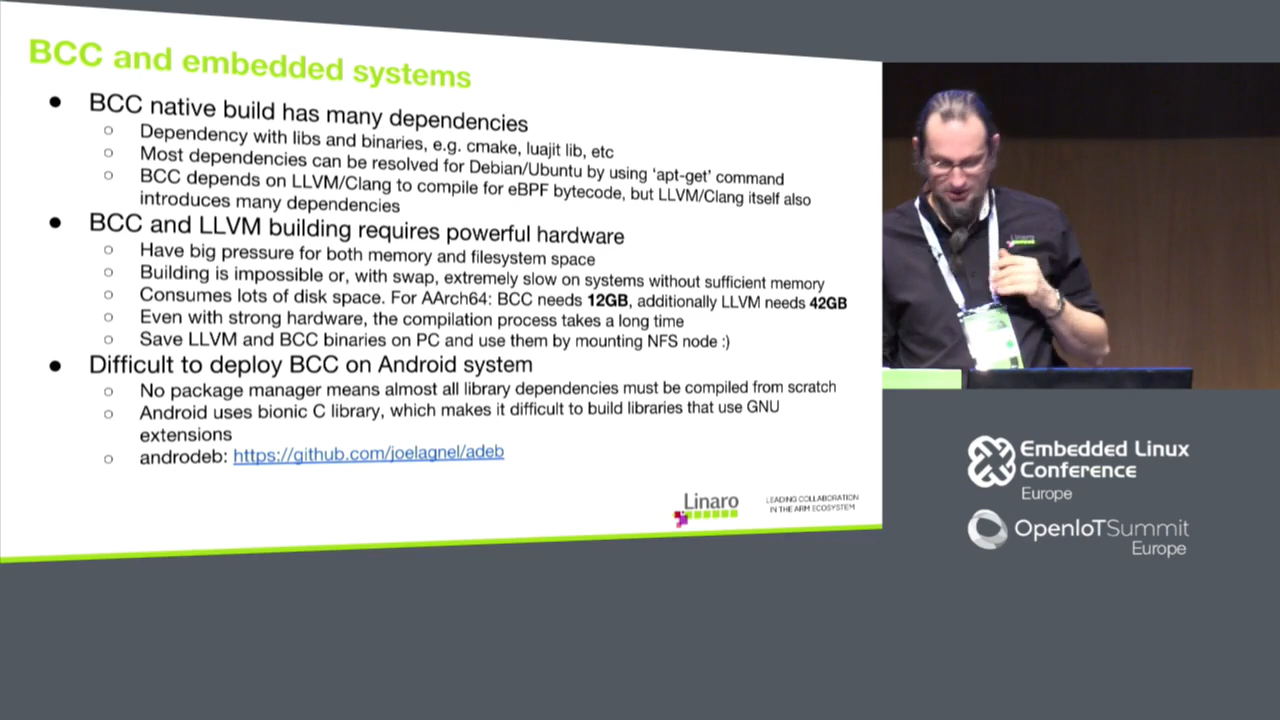 BCC and embedded systems
● BCC native build has many dependencies
○ Dependency with libs and binaries, e.g. cmake, luajit lib, etc
○ Most dependencies can be resolved for Debian/Ubuntu by using ‘apt-get’ command
○ BCC depends on LLVM/Clang to compile for eBPF bytecode, but LLVM/Clang itself also
introduces many dependencies
● BCC and LLVM building requires powerful hardware
○ Have big pressure for both memory and filesystem space
○ Building is impossible or, with swap, extremely slow on systems without sufficient memory
○ Consumes lots of disk space. For AArch64: BCC needs 12GB, additionally LLVM needs 42GB
○ Even with strong hardware, the compilation process takes a long time
○ Save LLVM and BCC binaries on PC and use them by mounting NFS node :)
● Difficult to deploy BCC on Android system
○ No package manager means almost all library dependencies must be compiled from scratch
○ Android uses bionic C library, which makes it difficult to build libraries that use GNU
extensions
○ androdeb: https://github.com/joelagnel/adeb
Linaro
LEADING COLLABORATION
IN THE ARM ECOSYSTEM
Linaro
Embedded Linux
Conference
Europe
OpenIoTSummit
Europe